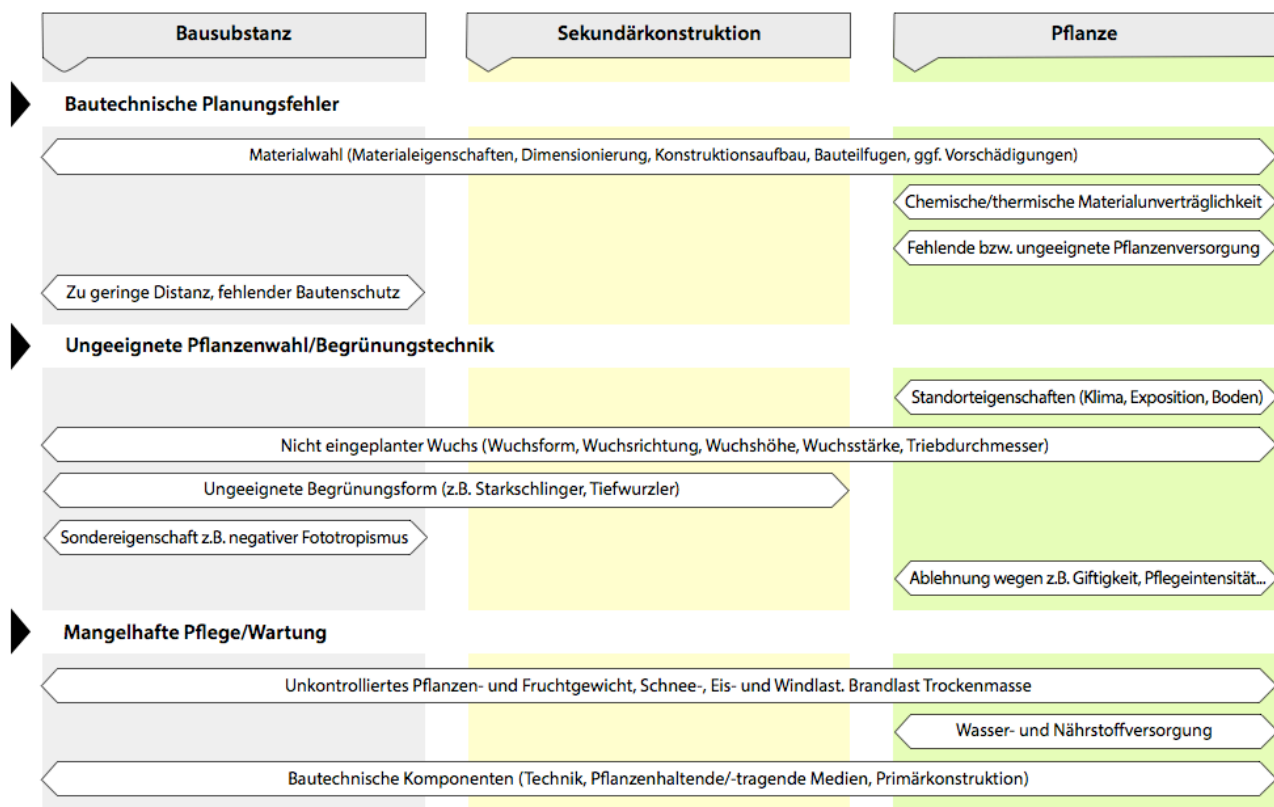 Bausubstanz
Sekundärkonstruktion
Pflanze
Bautechnische Planungsfehler
Materialwahl (Materialeigenschaften, Dimensionierung, Konstruktionsaufbau, Bauteilfugen, ggf. Vorschädigungen)
Chemische/thermische Materialunverträglichkeit
Fehlende bzw. ungeeignete Pflanzenversorgung
Zu geringe Distanz, fehlender Bautenschutz
Ungeeignete Pflanzenwahl/Begrünungstechnik
Standorteigenschaften (Klima, Exposition, Boden)
Nicht eingeplanter Wuchs (Wuchsform, Wuchsrichtung, Wuchshöhe, Wuchsstärke, Triebdurchmesser)
Ungeeignete Begrünungsform (z.B. Starkschlinger, Tiefwurzler)
Sondereigenschaft z.B. negativer Fototropismus
Ablehnung wegen z.B. Giftigkeit, Pflegeintensität...
Mangelhafte Pflege/Wartung
Unkontrolliertes Pflanzen- und Fruchtgewicht, Schnee-, Eis- und Windlast. Brandlast Trockenmasse
Wasser- und Nährstoffversorgung
Bautechnische Komponenten (Technik, Pflanzenhaltende/-tragende Medien, Primärkonstruktion)